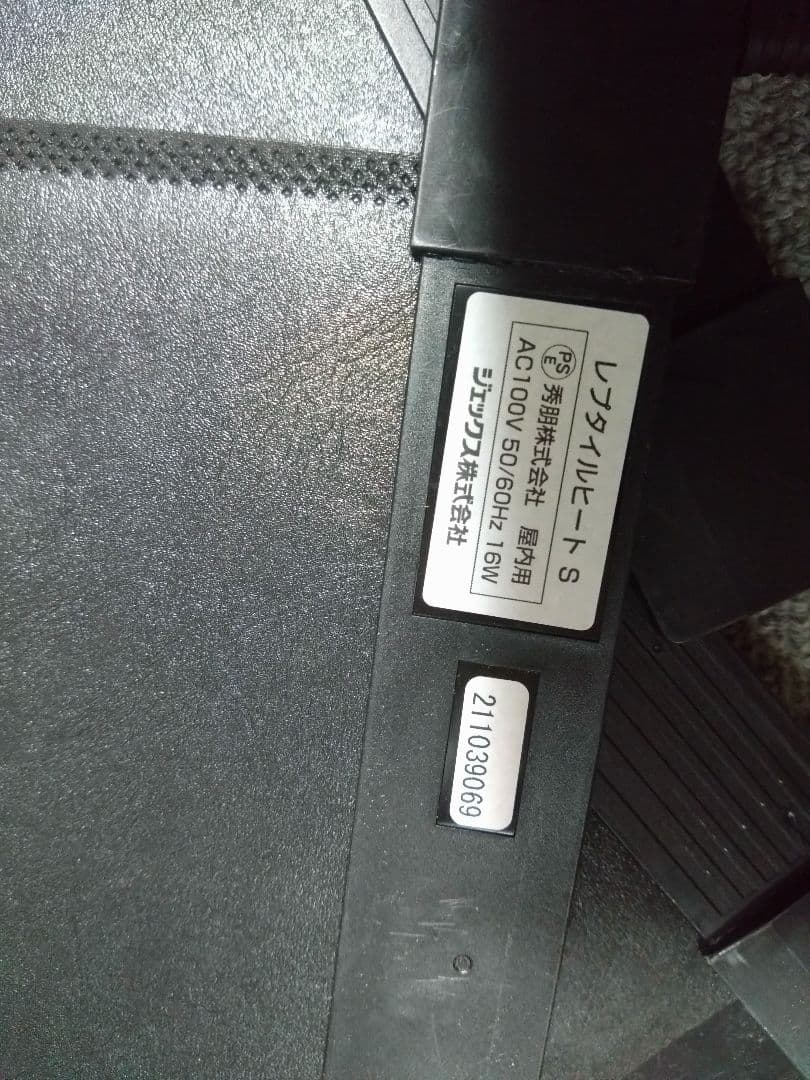 レプタイルヒート S
PSE 秀朋株式会社 屋内用
AC100V 50/60Hz 16W
ジェックス株式会社
211039069